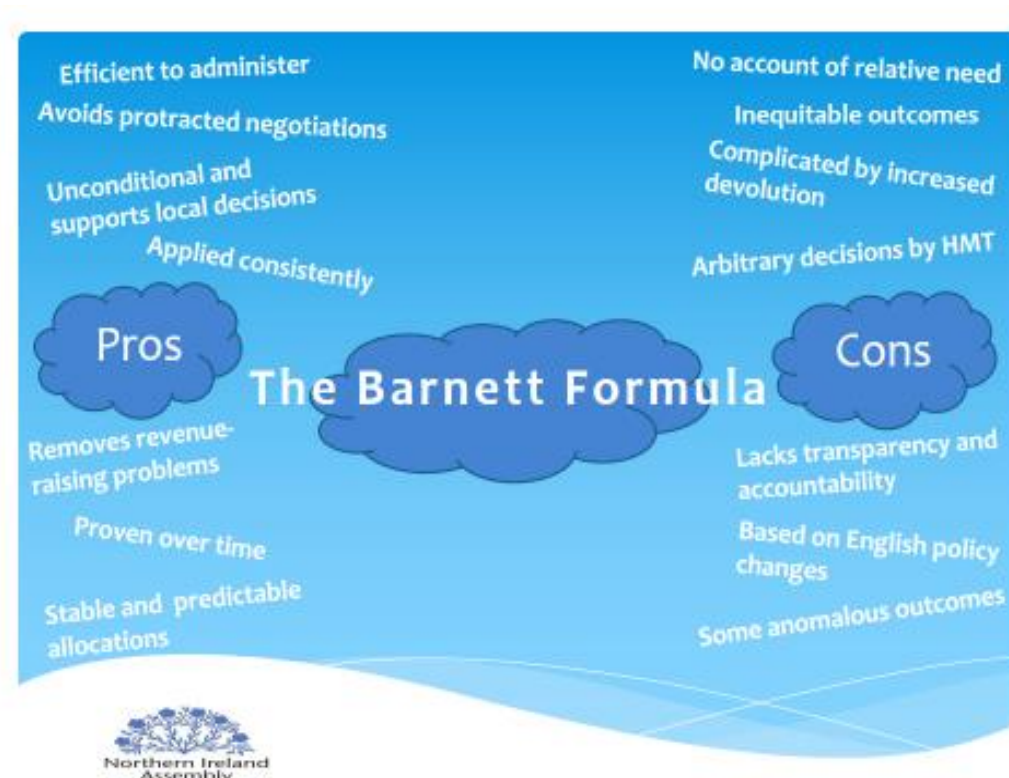 Efficient to administer
Avoids protracted negotiations
Unconditional and
supports local decisions
Applied consistently
Pros
Removes revenue-
raising problems
Proven over time
Stable and predictable
allocations
The Barnett Formula
No account of relative need
Inequitable outcomes
Complicated by increased
devolution
Arbitrary decisions by HMT
Cons
Lacks transparency and
accountability
Based on English policy
changes
Some anomalous outcomes
Northern Ireland
Assembly